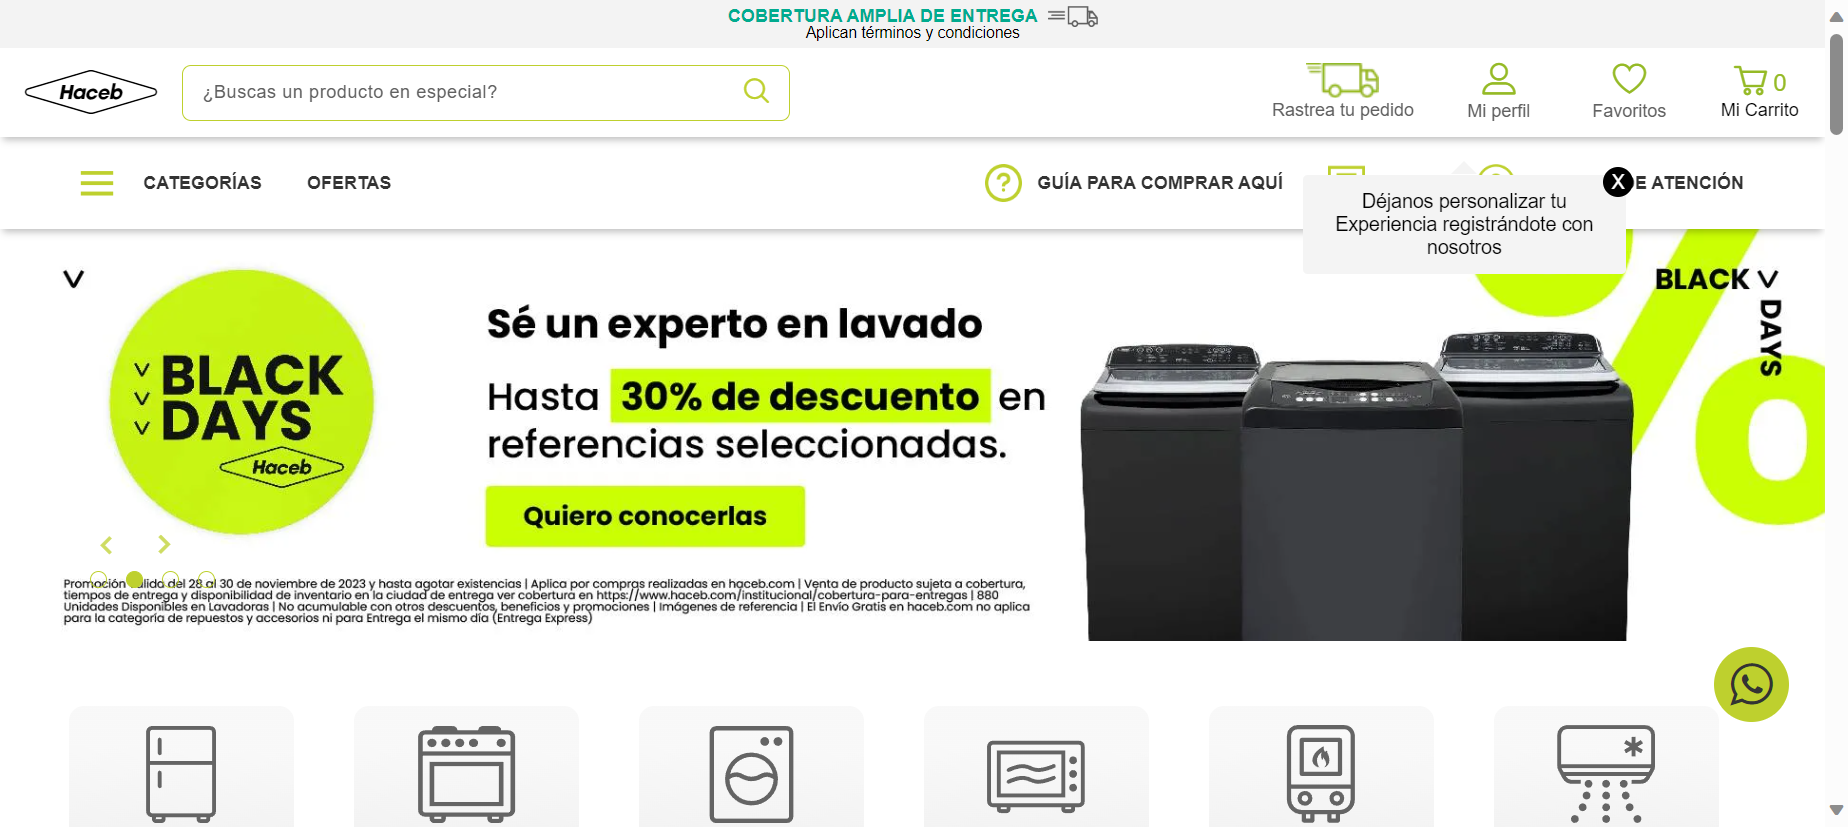 COBERTURA AMPLIA DE ENTREGA
Aplican términos y condiciones
Haceb
¿Buscas un producto en especial?
Rastrea tu pedido
Mi perfil
Favoritos
0
Mi Carrito
CATEGORÍAS
OFERTAS
GUÍA PARA COMPRAR AQUÍ
E ATENCIÓN
X
Déjanos personalizar tu
Experiencia registrándote con
nosotros
BLACK
DAYS
BLACK
DAYS
Haceb
Sé un experto en lavado
Hasta 30% de descuento en
referencias seleccionadas.
Quiero conocerlas
Promoción válida del 28 al 30 de noviembre de 2023 y hasta agotar existencias | Aplica por compras realizadas en haceb.com | Venta de producto sujeta a cobertura,
tiempos de entrega y disponibilidad de inventario en la ciudad de entrega ver cobertura en https://www.haceb.com/institucional/cobertura-para-entregas | 880
Unidades Disponibles en Lavadoras | No acumulable con otros descuentos, beneficios y promociones | Imágenes de referencia | El Envío Gratis en haceb.com no aplica
para la categoría de repuestos y accesorios ni para Entrega el mismo día (Entrega Express)